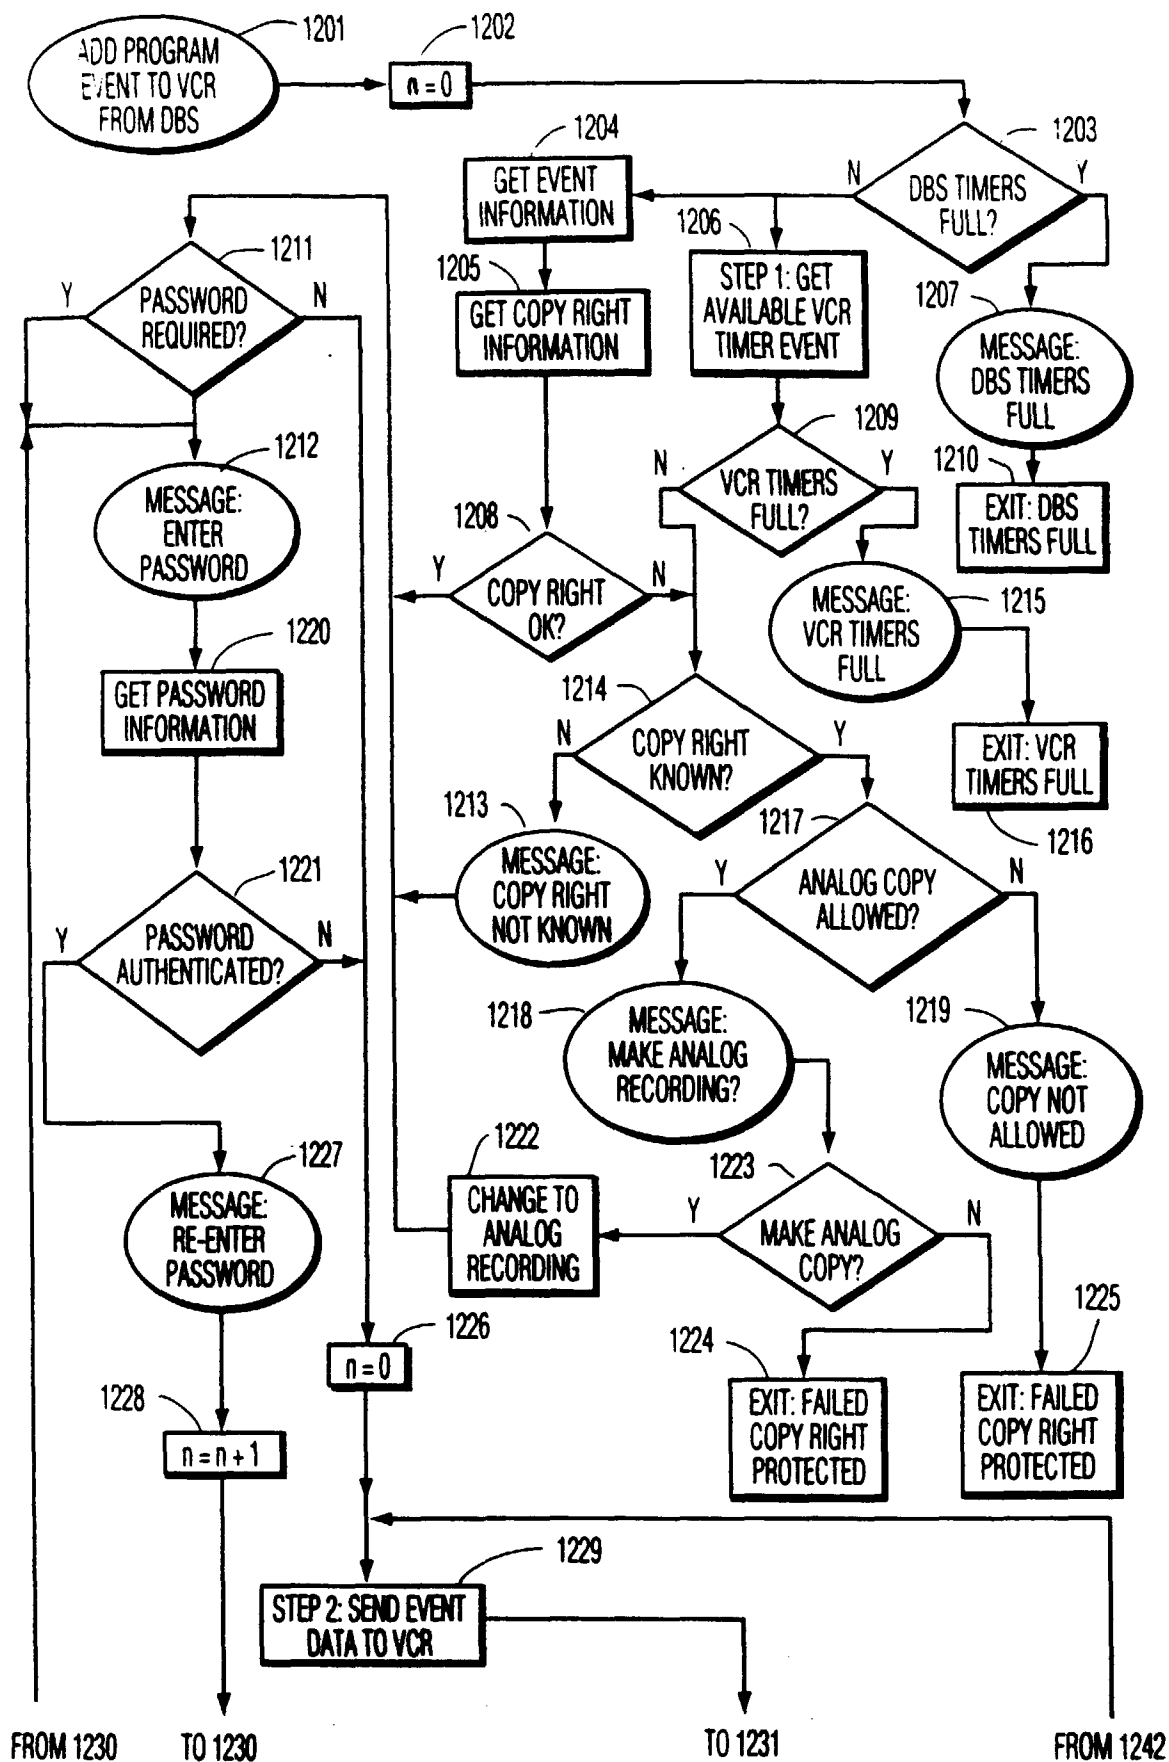 1201
ADD PROGRAM
EVENT TO VCR
FROM DBS
1202
n = 0
1203
N
DBS TIMERS
FULL?
Y
1204
GET EVENT
INFORMATION
1205
GET COPY RIGHT
INFORMATION
1206
STEP 1: GET
AVAILABLE VCR
TIMER EVENT
1207
MESSAGE:
DBS TIMERS
FULL
1211
Y
PASSWORD
REQUIRED?
N
1209
N
VCR TIMERS
FULL?
Y
1210
EXIT: DBS
TIMERS FULL
1212
MESSAGE:
ENTER
PASSWORD
1208
Y
COPY RIGHT
OK?
N
1215
MESSAGE:
VCR TIMERS
FULL
1220
GET PASSWORD
INFORMATION
1214
N
COPY RIGHT
KNOWN?
Y
EXIT: VCR
TIMERS FULL
1216
1213
MESSAGE:
COPY RIGHT
NOT KNOWN
1217
Y
ANALOG COPY
ALLOWED?
N
1221
Y
PASSWORD
AUTHENTICATED?
N
1218
MESSAGE:
MAKE ANALOG
RECORDING?
1219
MESSAGE:
COPY NOT
ALLOWED
1227
MESSAGE:
RE-ENTER
PASSWORD
1222
CHANGE TO
ANALOG
RECORDING
1223
Y
MAKE ANALOG
COPY?
N
1226
n = 0
1224
EXIT: FAILED
COPY RIGHT
PROTECTED
1225
EXIT: FAILED
COPY RIGHT
PROTECTED
1228
n = n + 1
1229
STEP 2: SEND EVENT
DATA TO VCR
FROM 1230
TO 1230
TO 1231
FROM 1242